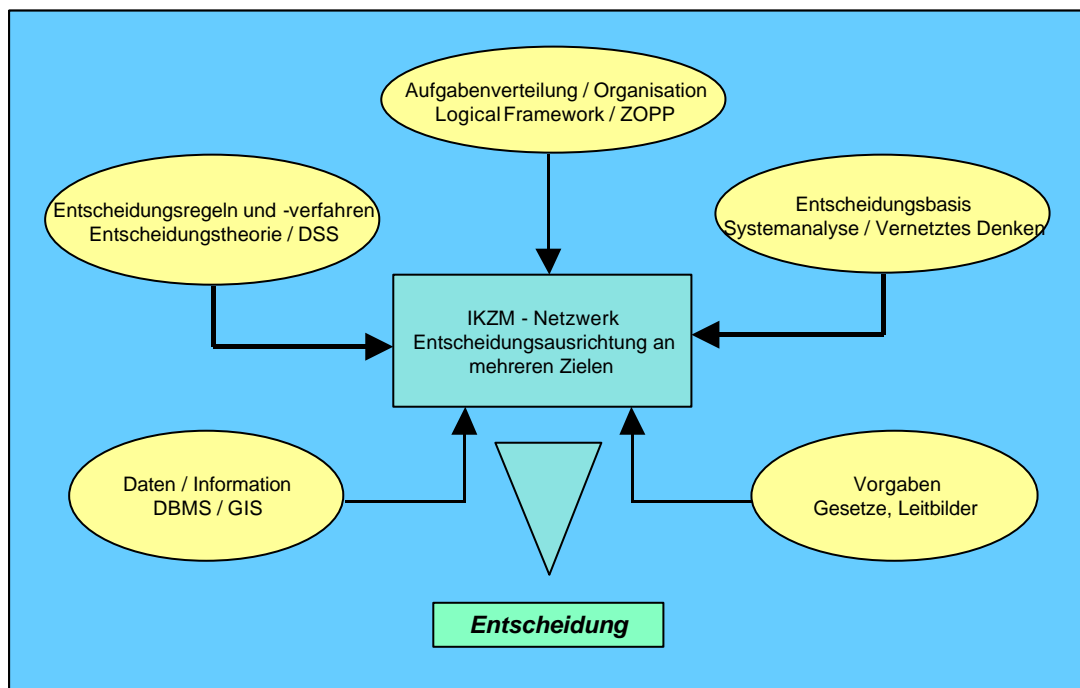 Aufgabenverteilung / Organisation
Logical Framework / ZOPP
Entscheidungsregeln und -verfahren
Entscheidungstheorie / DSS
Entscheidungsbasis
Systemanalyse / Vernetztes Denken
IKZM - Netzwerk
Entscheidungsausrichtung an
mehreren Zielen
Daten / Information
DBMS / GIS
Vorgaben
Gesetze, Leitbilder
Entscheidung